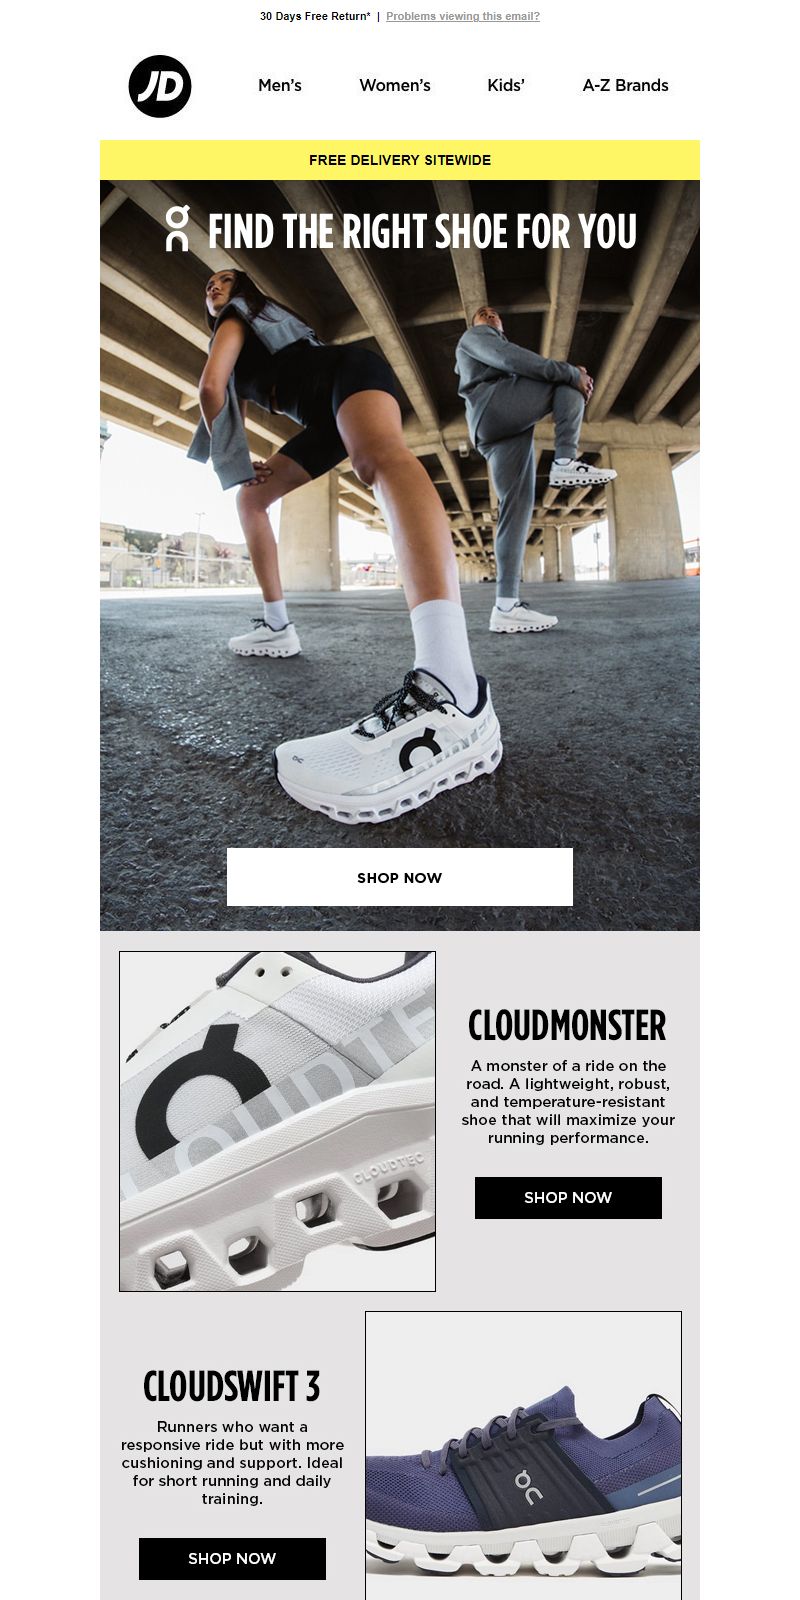 30 Days Free Return* | Problems viewing this email?
JD
Men's Women's Kids' A-Z Brands
FREE DELIVERY SITEWIDE
On FIND THE RIGHT SHOE FOR YOU
SHOP NOW
CLOUDTEC
CLOUDMONSTER
A monster of a ride on the
road. A lightweight, robust,
and temperature-resistant
shoe that will maximize your
running performance.
SHOP NOW
CLOUDSWIFT 3
Runners who want a
responsive ride but with more
cushioning and support. Ideal
for short running and daily
training.
SHOP NOW